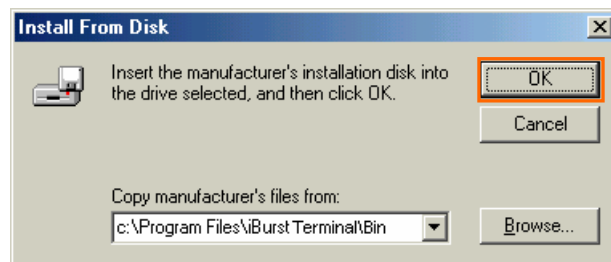 Install From Disk
Insert the manufacturer's installation disk into
the drive selected, and then click OK.
OK
Cancel
Copy manufacturer's files from:
c:\Program Files\iBurst Terminal\Bin
Browse...